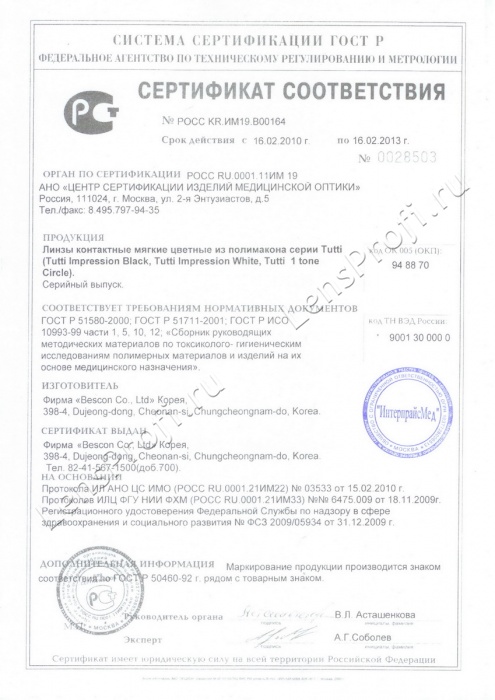 СИСТЕМА СЕРТИФИКАЦИИ ГОСТ Р
ФЕДЕРАЛЬНОЕ АГЕНТСТВО ПО ТЕХНИЧЕСКОМУ РЕГУЛИРОВАНИЮ И МЕТРОЛОГИИ
СЕРТИФИКАТ СООТВЕТСТВИЯ
№ РОСС KR.ИМ19.В00164
Срок действия с 16.02.2010 г. по 16.02.2013 г.
№ 0028503
ОРГАН ПО СЕРТИФИКАЦИИ РОСС RU.0001.11ИМ 19
АНО «ЦЕНТР СЕРТИФИКАЦИИ ИЗДЕЛИЙ МЕДИЦИНСКОЙ ОПТИКИ»
Россия, 111024, г. Москва, ул. 2-я Энтузиастов, д.5
Тел./факс: 8 495.797-94-35
ПРОДУКЦИЯ
Линзы контактные мягкие цветные из полимакона серии Tutti
(Tutti Impression Black, Tutti Impression White, Tutti 1 tone
Circle).
Серийный выпуск.
код ОК 005 (ОКП):
94 88 70
СООТВЕТСТВУЕТ ТРЕБОВАНИЯМ НОРМАТИВНЫХ ДОКУМЕНТОВ
ГОСТ Р 51580-2000; ГОСТ Р 51711-2001; ГОСТ Р ИСО
10993-99 части 1, 5, 10, 12; «Сборник руководящих
методических материалов по токсиколого- гигиеническим
исследованиям полимерных материалов и изделий на их
основе медицинского назначения».
код ТН ВЭД России:
9001 30 000 0
ИЗГОТОВИТЕЛЬ
Фирма «Bescon Co., Ltd» Корея,
398-4, Dujeong-dong, Cheonan-si, Chungcheongnam-do, Korea.
"ИнтерпрайсМед"
МОСКВА
СЕРТИФИКАТ ВЫДАН
Фирма «Bescon Co., Ltd» Корея,
398-4, Dujeong-dong, Cheonan-si, Chungcheongnam-do, Korea.
Тел. 82-41-567-1500(доб.700).
НА ОСНОВАНИИ
Протокола ИЛ АНО ЦС ИМО (РОСС RU.0001.21ИМ22) № 03533 от 15.02.2010 г.
Протоколов ИЛЦ ФГУ НИИ ФХМ (РОСС RU.0001.21ИМ33) №№ 6475.009 от 18.11.2009г.
Регистрационного удостоверения Федеральной Службы по надзору в сфере
здравоохранения и социального развития № ФСЗ 2009/05934 от 31.12.2009 г.
ДОПОЛНИТЕЛЬНАЯ ИНФОРМАЦИЯ Маркирование продукции производится знаком
соответствия по ГОСТ Р 50460-92 г. рядом с товарным знаком.
Руководитель органа
подпись
В.Л.Асташенкова
инициалы, фамилия
Эксперт
подпись
А.Г.Соболев
инициалы, фамилия
Сертификат имеет юридическую силу на всей территории Российской Федерации
LensProfi.ru
LensProfi.ru